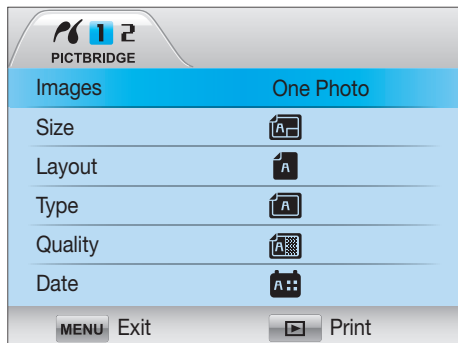 1 2
PICTBRIDGE
Images One Photo
Size A
Layout A
Type A
Quality A
Date A
MENU Exit Print